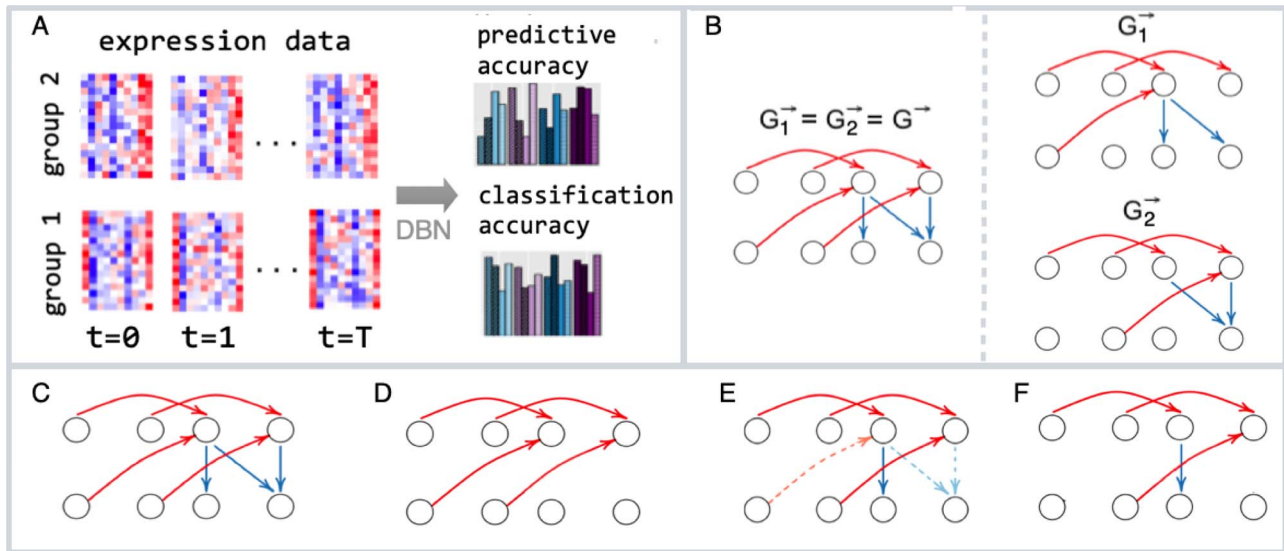 A
expression data
group 2
group 1
t=0
t=1
t=T
...
...
DBN
predictive
accuracy
classification
accuracy
B
G₁→ = G₂→ = G→
G₁→
G₂→
C
D
E
F